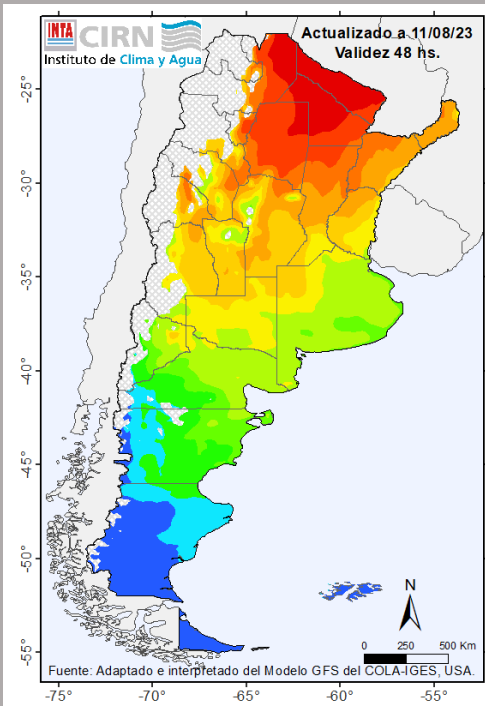 INTA CIRN
Instituto de Clima y Agua
Actualizado a 11/08/23
Validez 48 hs.
-25°
-30°
-35°
-40°
-45°
-50°
-55°
N
0 250 500 Km
Fuente: Adaptado e interpretado del Modelo GFS del COLA-IGES, USA.
-75° -70° -65° -60° -55°